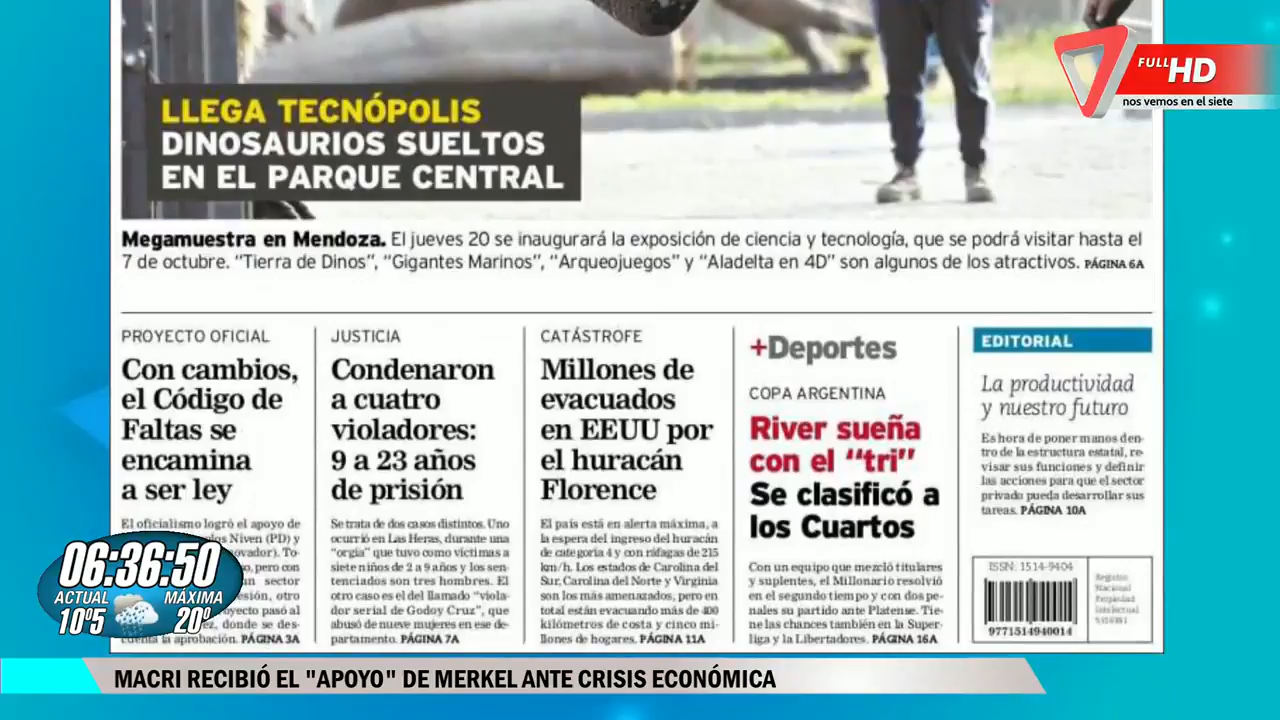 FULL HD
nos vemos en el siete
LLEGA TECNÓPOLIS
DINOSAURIOS SUELTOS
EN EL PARQUE CENTRAL
Megamuestra en Mendoza. El jueves 20 se inaugurará la exposición de ciencia y tecnología, que se podrá visitar hasta el
7 de octubre. “Tierra de Dinos”, “Gigantes Marinos”, “Arqueojuegos” y “Aladelta en 4D” son algunos de los atractivos. PÁGINA 6A
PROYECTO OFICIAL
Con cambios,
el Código de
Faltas se
encamina
a ser ley
El oficialismo logró el apoyo de
Niven (PD) y
JUSTICIA
Condenaron
a cuatro
violadores:
9 a 23 años
de prisión
Se trata de dos casos distintos. Uno
ocurrió en Las Heras, durante una
“orgía” que tuvo como víctimas a
siete niños de 2 a 9 años y los sen-
tenciados son tres hombres. El
otro caso es el del llamado “viola-
dor serial de Godoy Cruz”, que
abusó de nueve mujeres en ese de-
partamento. PÁGINA 7A
CATÁSTROFE
Millones de
evacuados
en EEUU por
el huracán
Florence
El país está en alerta máxima, a
la espera del ingreso del huracán
de categoría 4 y con ráfagas de 215
km/h. Los estados de Carolina del
Sur, Carolina del Norte y Virginia
son los más amenazados, pero en
total están evacuando más de 400
kilómetros de costa y cinco mi-
llones de hogares. PÁGINA 11A
+Deportes
COPA ARGENTINA
River sueña
con el “tri”
Se clasificó a
los Cuartos
Con un equipo que mezcló titulares
y suplentes, el Millonario resolvió
en el segundo tiempo y con dos pe-
nales su partido ante Platense. Tie-
ne las chances también en la Super-
liga y la Libertadores. PÁGINA 16A
EDITORIAL
La productividad
y nuestro futuro
Es hora de poner manos den-
tro de la estructura estatal, re-
visar sus funciones y definir
las acciones para que el sector
privado pueda desarrollar sus
tareas. PÁGINA 10A
ISSN: 1514-9404
9771514940014
Registro
Nacional
Propiedad
Intelectual
la aprobación. PÁGINA 3A
06:36:50
ACTUAL MÁXIMA
10°5 20°
MACRI RECIBIÓ EL "APOYO" DE MERKEL ANTE CRISIS ECONÓMICA